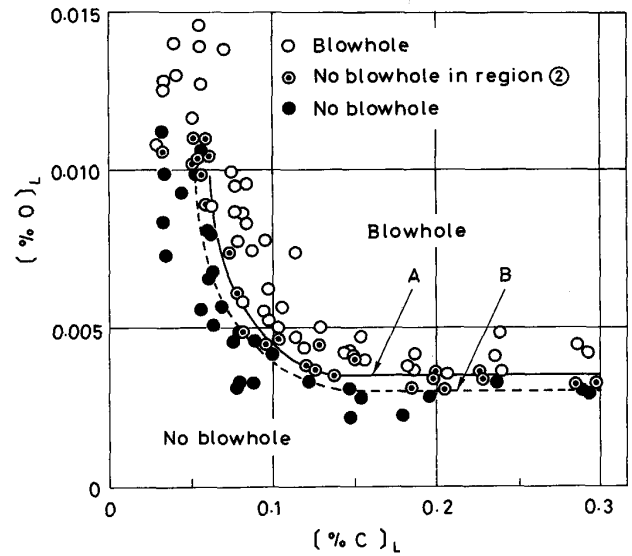 0.015
○ Blowhole
◉ No blowhole in region ②
● No blowhole
0.010
(% O)L
Blowhole
A
B
0.005
No blowhole
0
0
0.1
0.2
0.3
(% C)L